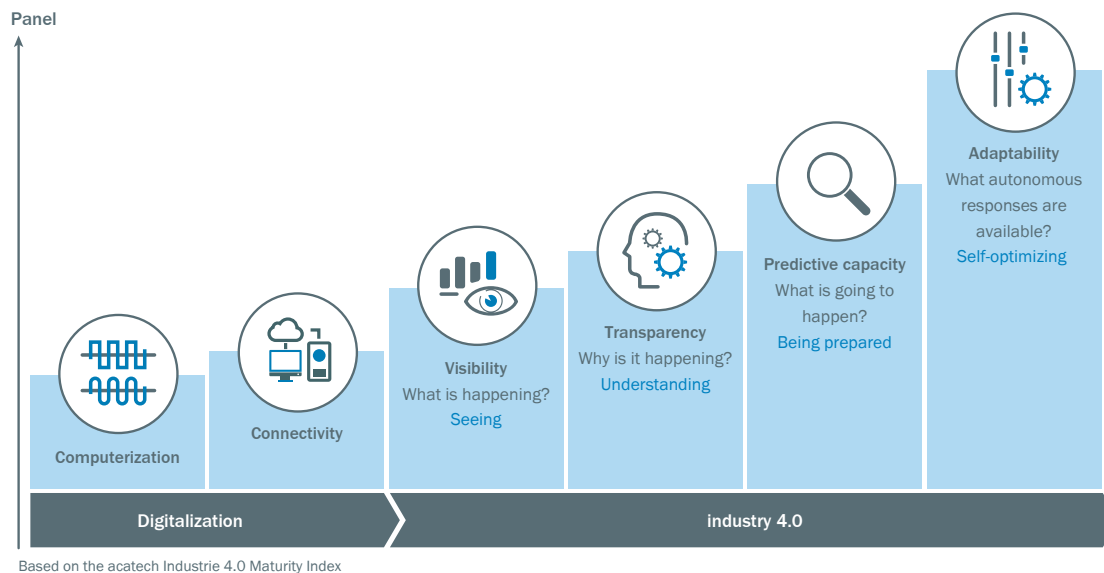 Panel
Computerization
Connectivity
Visibility
What is happening?
Seeing
Transparency
Why is it happening?
Understanding
Predictive capacity
What is going to
happen?
Being prepared
Adaptability
What autonomous
responses are
available?
Self-optimizing
Digitalization
industry 4.0
Based on the acatech Industrie 4.0 Maturity Index